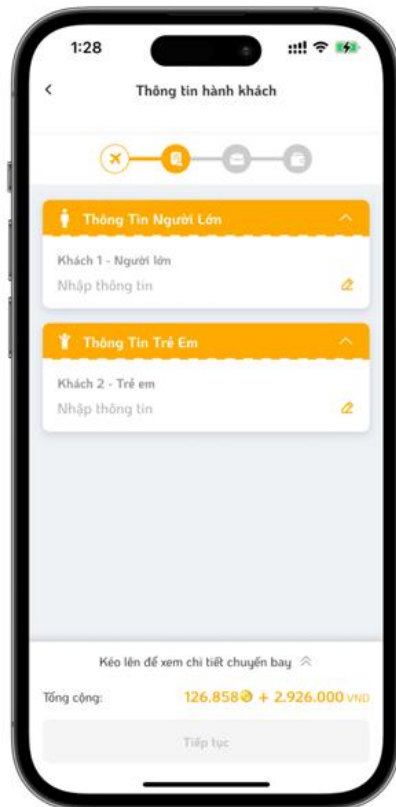 1:28
Thông tin hành khách
Thông Tin Người Lớn
Khách 1 - Người lớn
Nhập thông tin
Thông Tin Trẻ Em
Khách 2 - Trẻ em
Nhập thông tin
Kéo lên để xem chi tiết chuyến bay
Tổng cộng: 126.858 + 2.926.000 VND
Tiếp tục